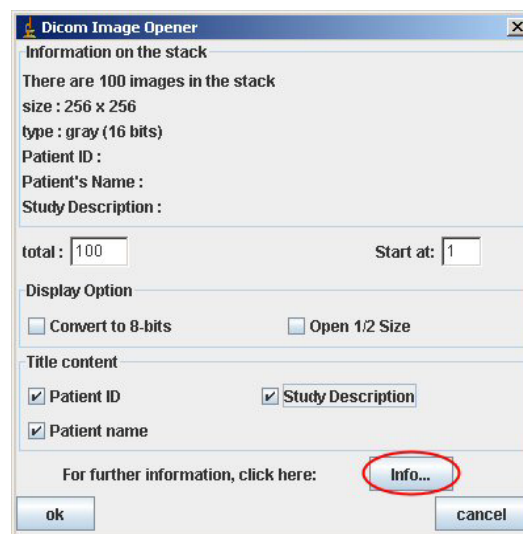 Dicom Image Opener
Information on the stack
There are 100 images in the stack
size : 256 x 256
type : gray (16 bits)
Patient ID :
Patient's Name :
Study Description :
total : 100 Start at: 1
Display Option
Convert to 8-bits Open 1/2 Size
Title content
Patient ID Study Description
Patient name
For further information, click here: Info...
ok cancel